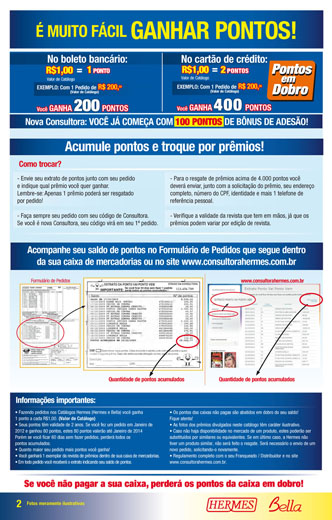 É MUITO FÁCIL GANHAR PONTOS!
No boleto bancário:
R$1,00 = 1 PONTO
Valor de Catálogo
EXEMPLO: Com 1 Pedido de R$ 200,00
(Valor de Catálogo)
Você GANHA 200 PONTOS
No cartão de crédito:
R$1,00 = 2 PONTOS
Valor de Catálogo
EXEMPLO: Com 1 Pedido de R$ 200,00
(Valor de Catálogo)
Você GANHA 400 PONTOS
Pontos
em
Dobro
Nova Consultora: VOCÊ JÁ COMEÇA COM 100 PONTOS DE BÔNUS DE ADESÃO!
Acumule pontos e troque por prêmios!
Como trocar?
- Envie seu extrato de pontos junto com seu pedido
e indique qual prêmio você quer ganhar.
Lembre-se: Apenas 1 prêmio poderá ser resgatado
por pedido!
- Faça sempre seu pedido com seu código de Consultora.
Se você é nova Consultora, seu código virá em seu 1º pedido.
- Para o resgate de prêmios acima de 4.000 pontos você
deverá enviar, junto com a solicitação do prêmio, seu endereço
completo, número do CPF, identidade e mais 1 telefone de
referência pessoal.
- Verifique a validade da revista que tem em mãos, já que os
prêmios podem variar por edição de revista.
Acompanhe seu saldo de pontos no Formulário de Pedidos que segue dentro
da sua caixa de mercadorias ou no site www.consultorahermes.com.br
Formulário de Pedidos
www.consultorahermes.com.br
IMPORTANTE
Quantidade de pontos acumulados
Quantidade de pontos acumulados
Informações importantes:
• Fazendo pedidos nos Catálogos Hermes (Hermes e Bella) você ganha
1 ponto a cada R$1,00. (Valor de Catálogo)
• Seus pontos têm validade de 2 anos. Se você fez um pedido em Janeiro de
2012 e ganhou 60 pontos, estes 60 pontos valerão até Janeiro de 2014
Porém se você ficar 60 dias sem fazer pedidos, perderá todos os
pontos acumulados.
• Quanto maior seu pedido mais pontos você ganha!
• Você ganhará 1 exemplar da revista de prêmios dentro de sua caixa de mercadorias.
• Em todo pedido você receberá o extrato indicando seu saldo de pontos.
• Os pontos das caixas não pagas são abatidos em dobro de seu saldo!
Fique atenta!
• As fotos dos prêmios divulgados neste catálogo têm caráter ilustrativo.
• Caso não haja disponibilidade no mercado de um produto, estes poderão ser
substituídos por similares ou equivalentes. Se em último caso, a Hermes não
tiver um produto similar, não será feito o resgate. Será necessário o envio de um
novo pedido, solicitando-o novamente.
• Regulamento completo com o seu Franqueado / Distribuidor e no site
www.consultorahermes.com.br
Se você não pagar a sua caixa, perderá os pontos da caixa em dobro!
2 Fotos meramente ilustrativas
HERMES Bella